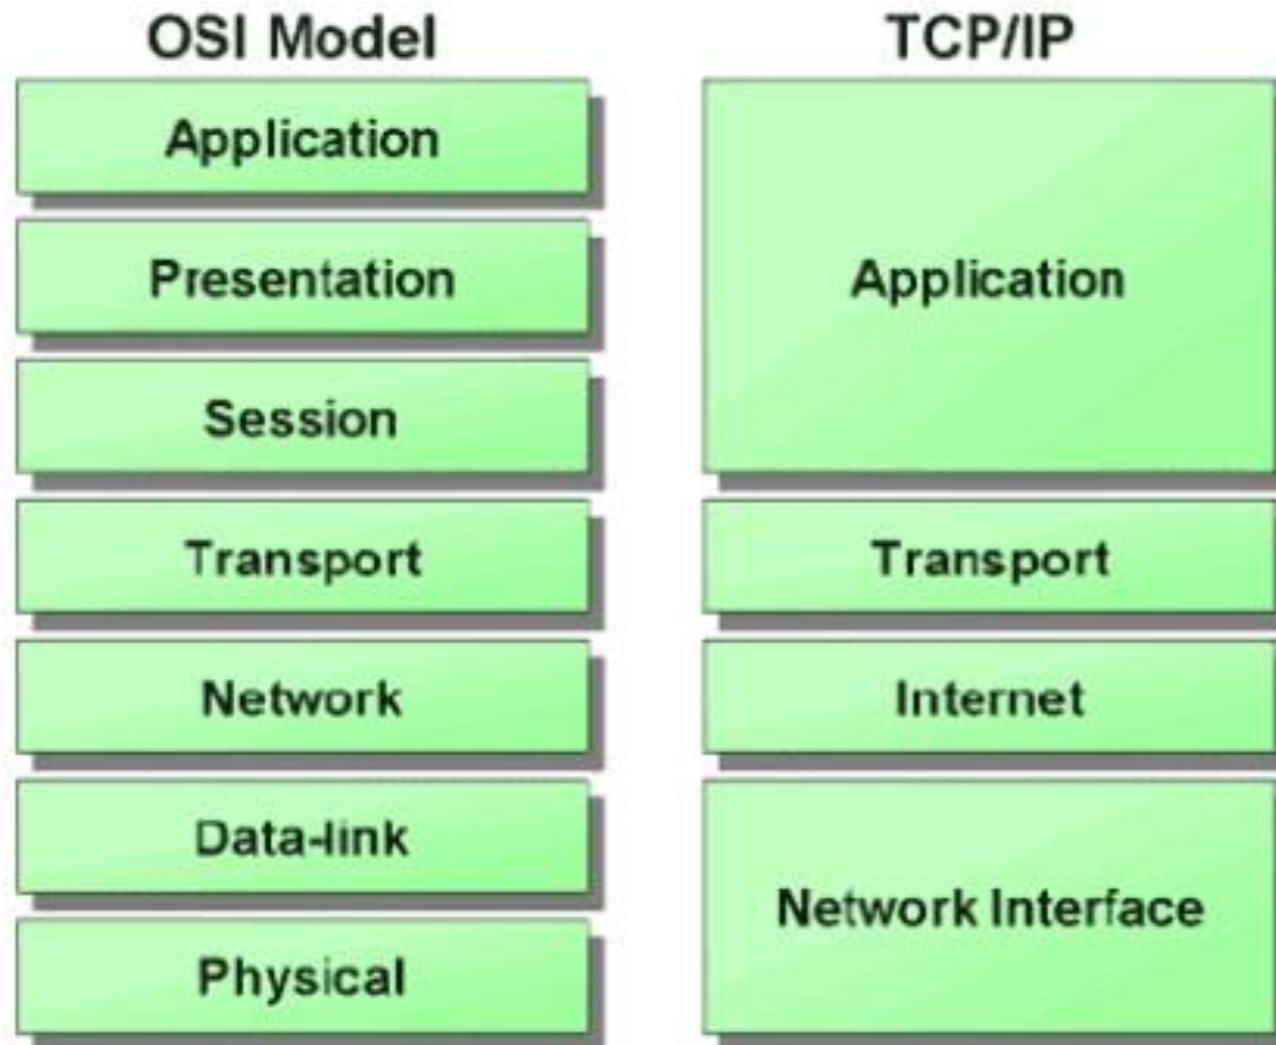 OSI Model
Application
Presentation
Session
Transport
Network
Data-link
Physical
TCP/IP
Application
Transport
Internet
Network Interface